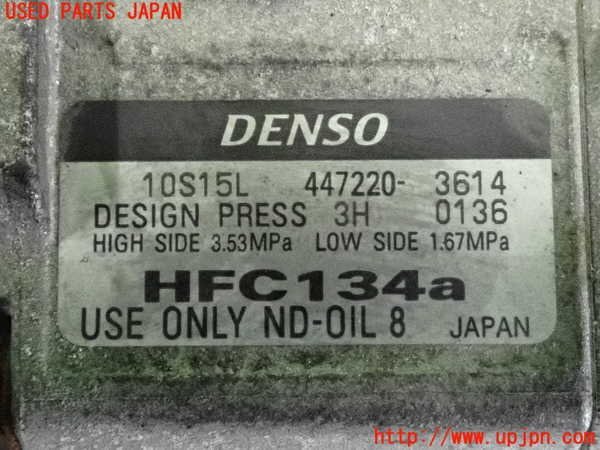 USED PARTS JAPAN
DENSO
10S15L 447220- 3614
DESIGN PRESS 3H 0136
HIGH SIDE 3.53MPa LOW SIDE 1.67MPa
HFC134a
USE ONLY ND-OIL 8 JAPAN
http://www.upjpn.com